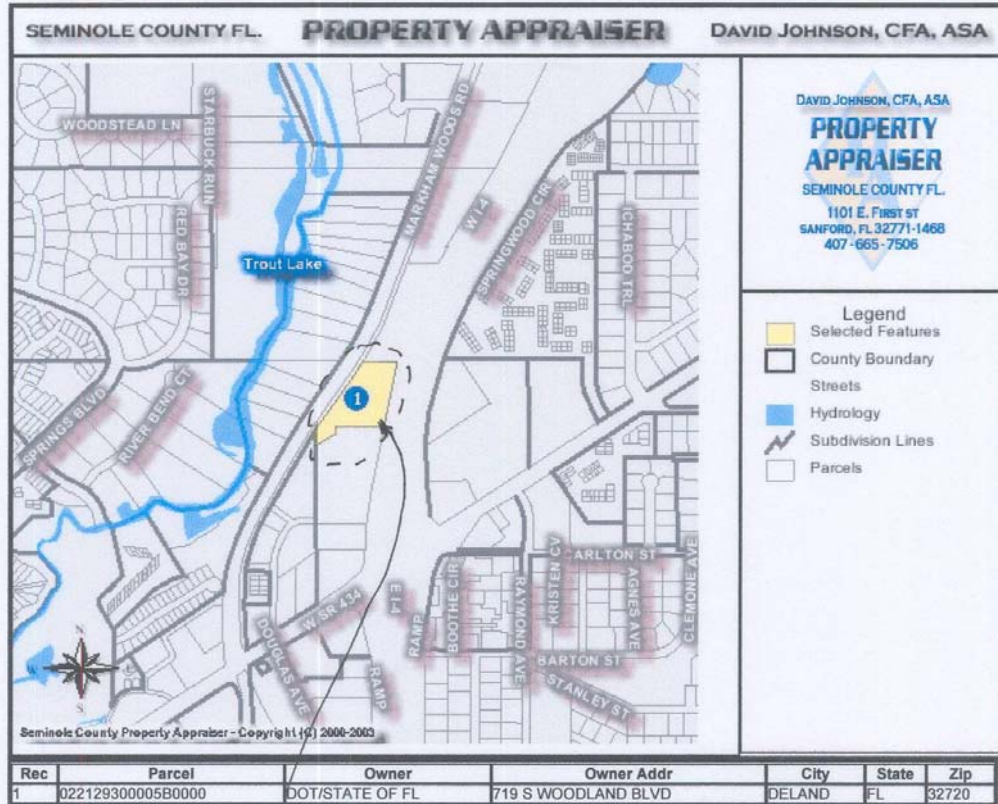 SEMINOLE COUNTY FL. PROPERTY APPRAISER DAVID JOHNSON, CFA, ASA
DAVID JOHNSON, CFA, ASA
PROPERTY
APPRAISER
SEMINOLE COUNTY FL.
1101 E. FIRST ST
SANFORD, FL 32771-1468
407-665-7506
Legend
Selected Features
County Boundary
Streets
Hydrology
Subdivision Lines
Parcels
WOODSTEAD LN
STARBUCK RUN
RED BAY DR
Trout Lake
MARKHAM WOODS RD
W I-4
SPRINGWOOD CIR
ICHABOD TRL
SPRINGS BLVD
RIVER BEND CT
1
CARLTON ST
KRISTEN CV
AGNES AVE
CLEMONE AVE
W SR 434
E I-4
RAMP
BOOTHE CIR
RAYMOND AVE
DOUGLAS AVE
RAMP
BARTON ST
STANLEY ST
N
W
S
Seminole County Property Appraiser - Copyright (C) 2000-2003
Rec Parcel Owner Owner Addr City State Zip
1 022129300005B0000 DOT/STATE OF FL 719 S WOODLAND BLVD DELAND FL 32720